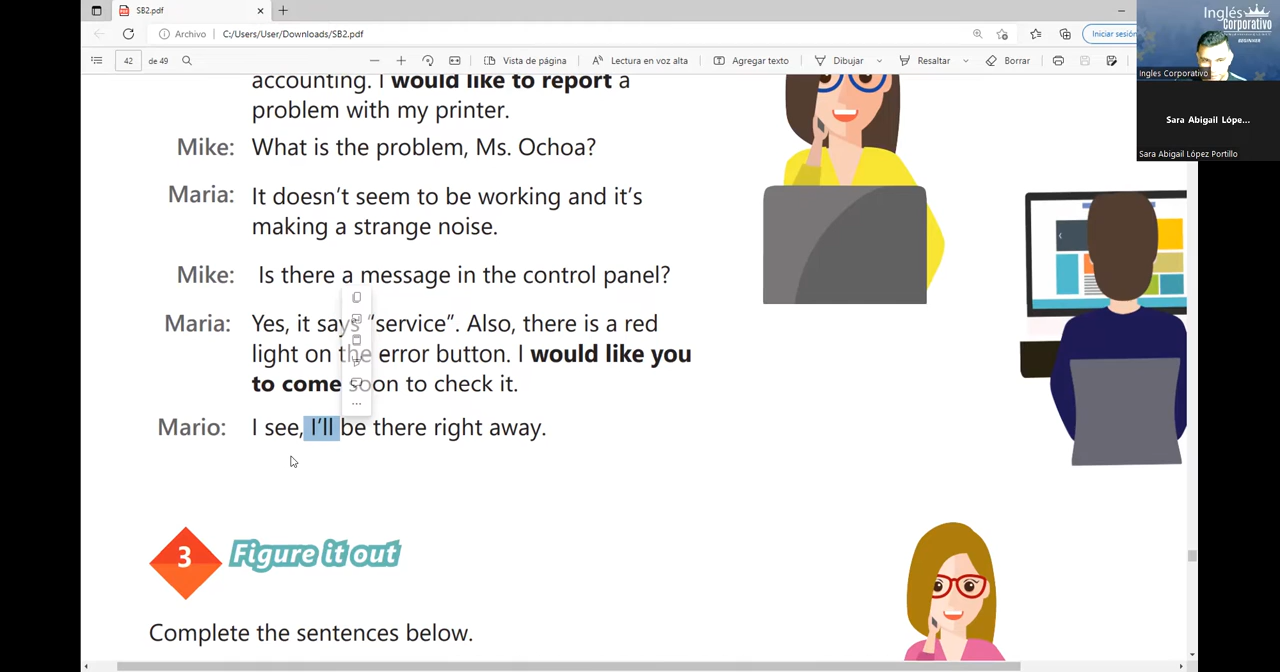 SB2.pdf
Archivo
C:/Users/User/Downloads/SB2.pdf
Iniciar sesión
42
de 49
Vista de página
Lectura en voz alta
Agregar texto
Dibujar
Resaltar
Borrar
Inglés
Corporativo
BEGINNER
Ingles Corporativo
Sara Abigail Lópe...
Sara Abigail López Portillo
accounting. I would like to report a
problem with my printer.
Mike: What is the problem, Ms. Ochoa?
Maria: It doesn’t seem to be working and it’s
making a strange noise.
Mike: Is there a message in the control panel?
Maria: Yes, it says “service”. Also, there is a red
light on the error button. I would like you
to come soon to check it.
Mario: I see, I’ll be there right away.
3 Figure it out
Complete the sentences below.